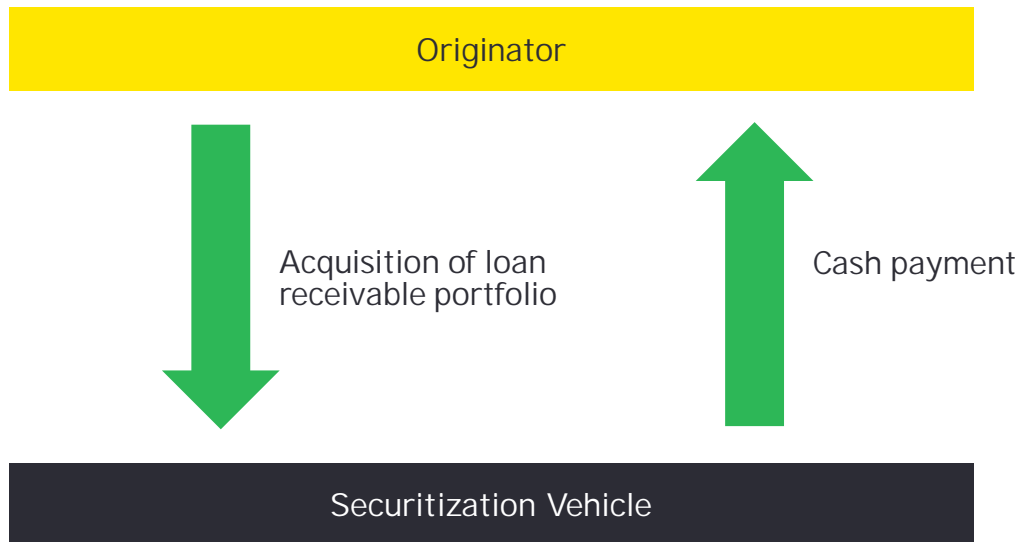 Originator
Acquisition of loan
receivable portfolio
Cash payment
Securitization Vehicle